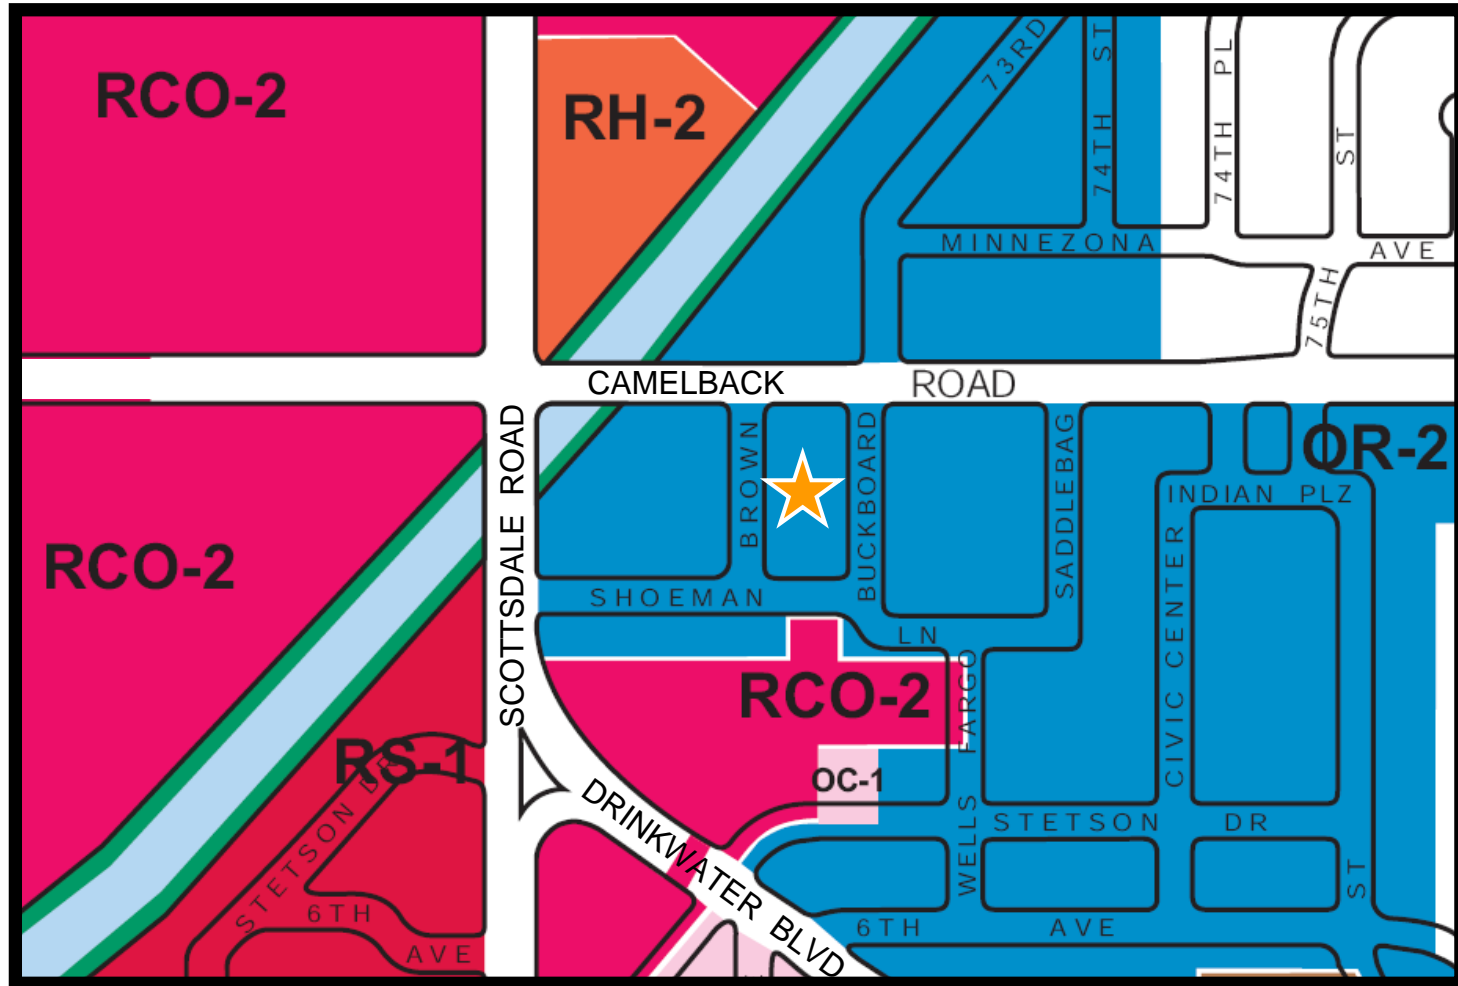 RCO-2
RH-2
73RD
74TH ST
74TH PL
ST
MINNEZONA
AVE
75TH
CAMELBACK
ROAD
SCOTTSDALE ROAD
BROWN
BUCKBOARD
SADDLEBAG
OR-2
INDIAN PLZ
RCO-2
SHOEMAN
LN
CIVIC CENTER
RCO-2
FARGO
RS-1
OC-1
STETSON DR
DRINKWATER BLVD
WELLS
STETSON DR
ST
6TH
AVE
6TH AVE